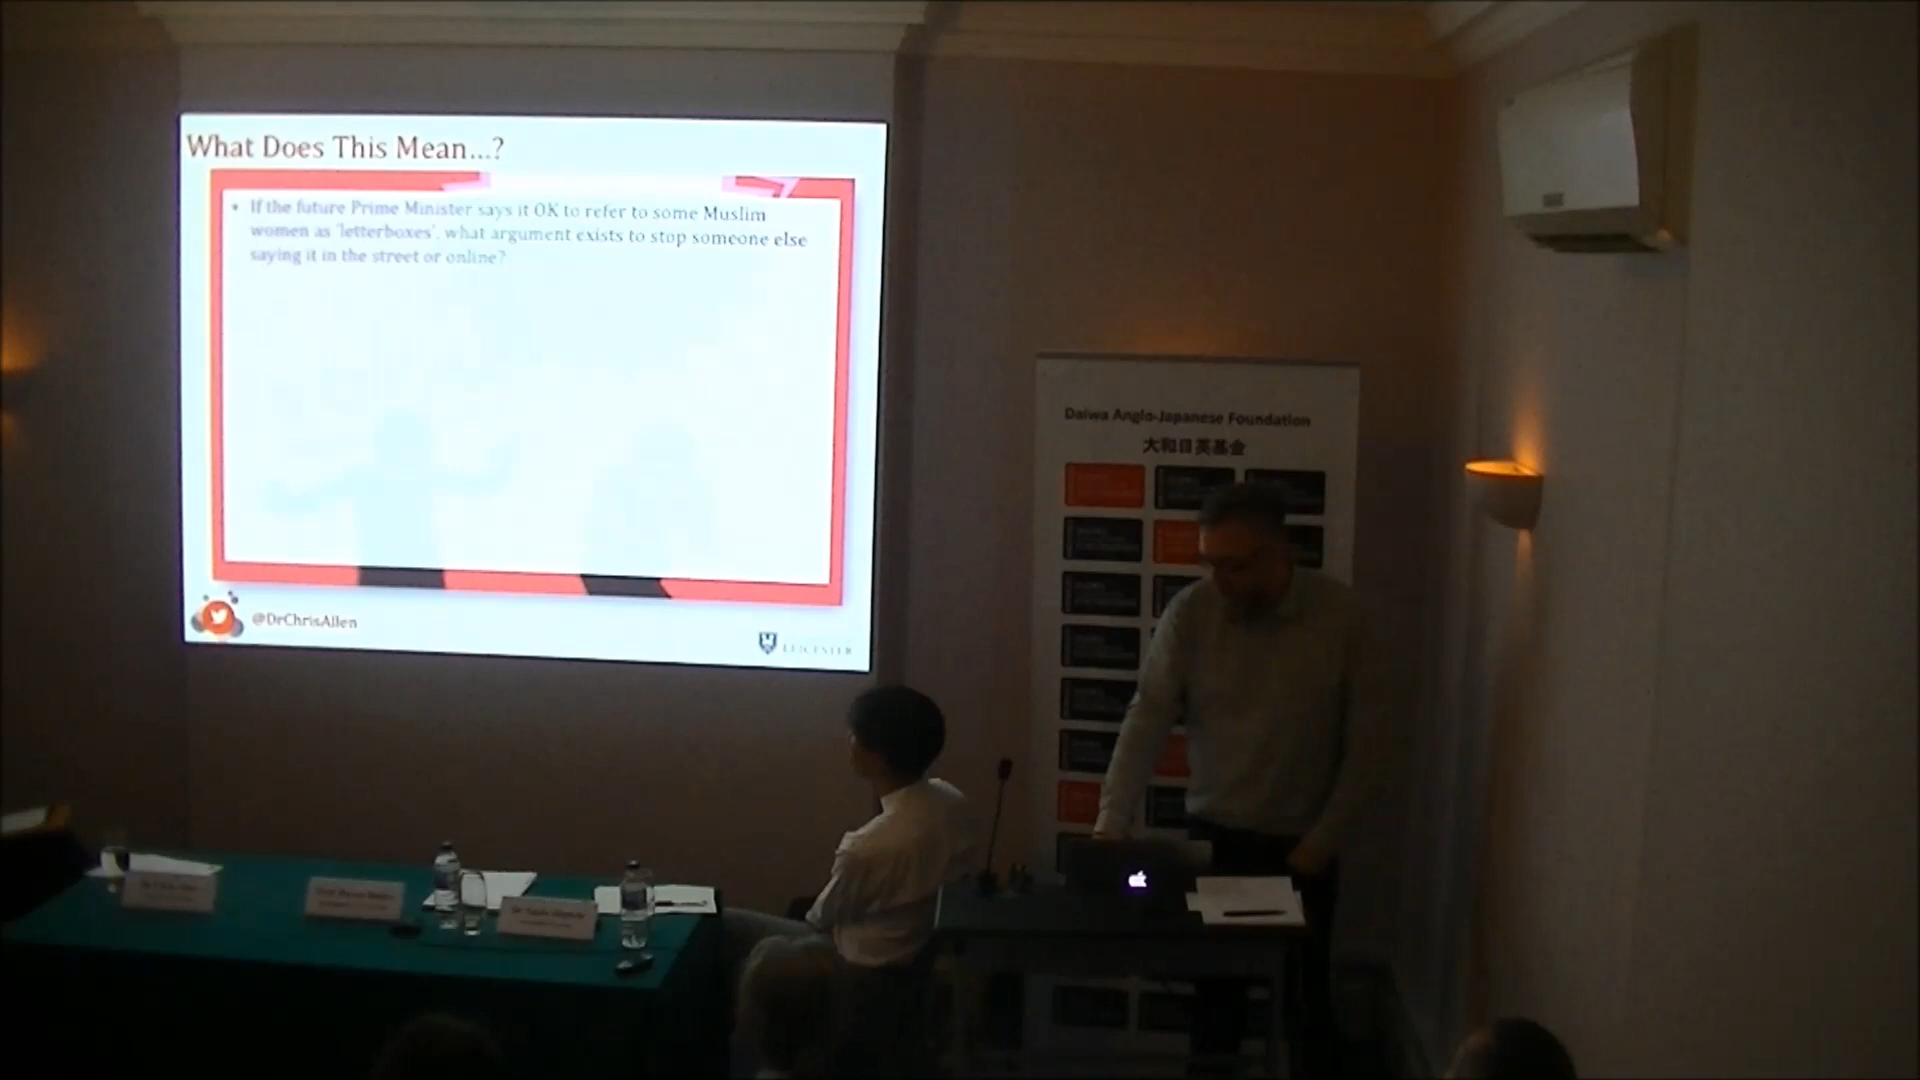 What Does This Mean...?
• If the future Prime Minister says it OK to refer to some Muslim
women as 'letterboxes', what argument exists to stop someone else
saying it in the street or online?
@DrChrisAllen
LEICESTER
Daiwa Anglo-Japanese Foundation
大和日英基金